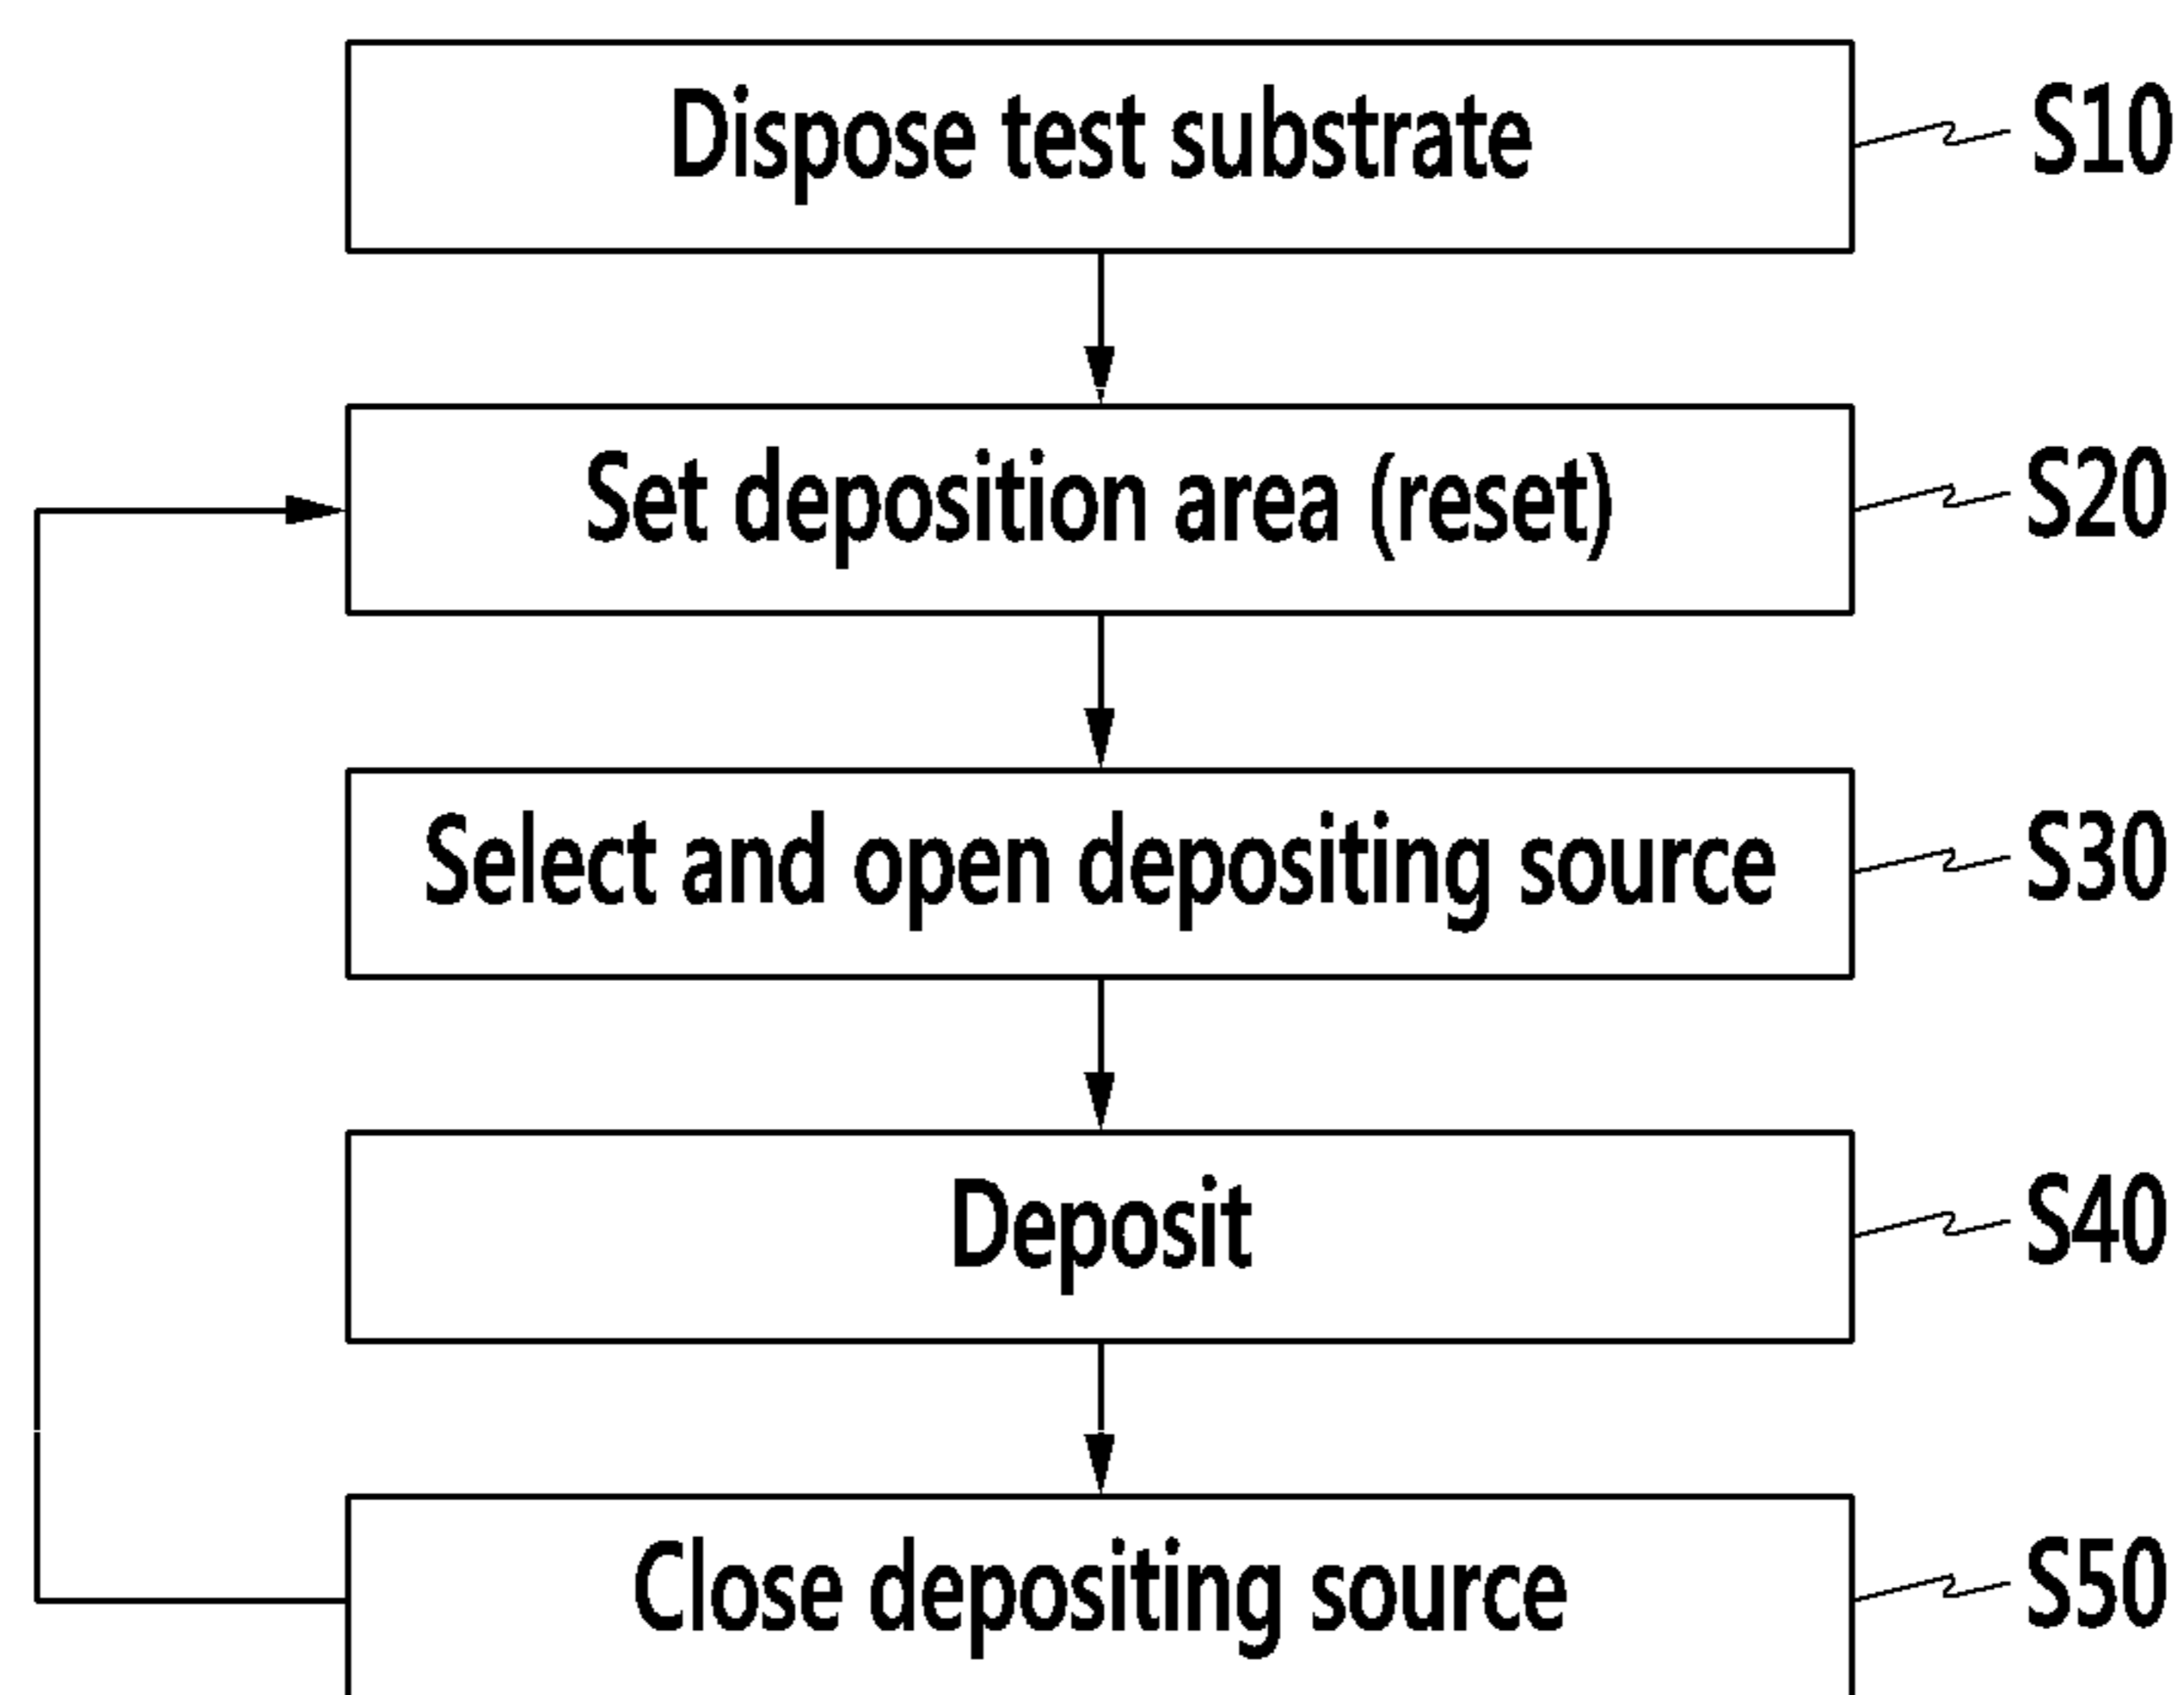 Dispose test substrate S10
Set deposition area (reset) S20
Select and open depositing source S30
Deposit S40
Close depositing source S50